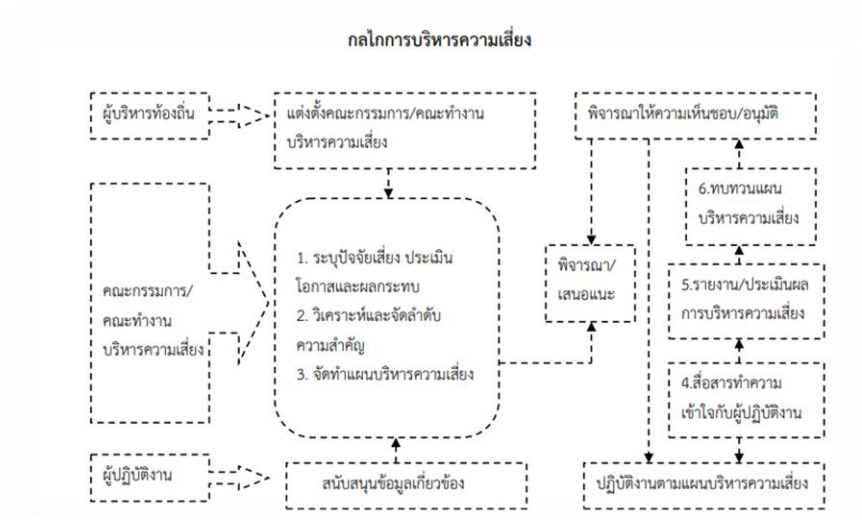 กลไกการบริหารความเสี่ยง
ผู้บริหารท้องถิ่น
แต่งตั้งคณะกรรมการ/คณะทำงาน
บริหารความเสี่ยง
พิจารณาให้ความเห็นชอบ/อนุมัติ
คณะกรรมการ/
คณะทำงาน
บริหารความเสี่ยง
1. ระบุปัจจัยเสี่ยง ประเมิน
โอกาสและผลกระทบ
2. วิเคราะห์และจัดลำดับ
ความสำคัญ
3. จัดทำแผนบริหารความเสี่ยง
พิจารณา/
เสนอแนะ
6.ทบทวนแผน
บริหารความเสี่ยง
5.รายงาน/ประเมินผล
การบริหารความเสี่ยง
4.สื่อสารทำความ
เข้าใจกับผู้ปฏิบัติงาน
ผู้ปฏิบัติงาน
สนับสนุนข้อมูลเกี่ยวข้อง
ปฏิบัติงานตามแผนบริหารความเสี่ยง